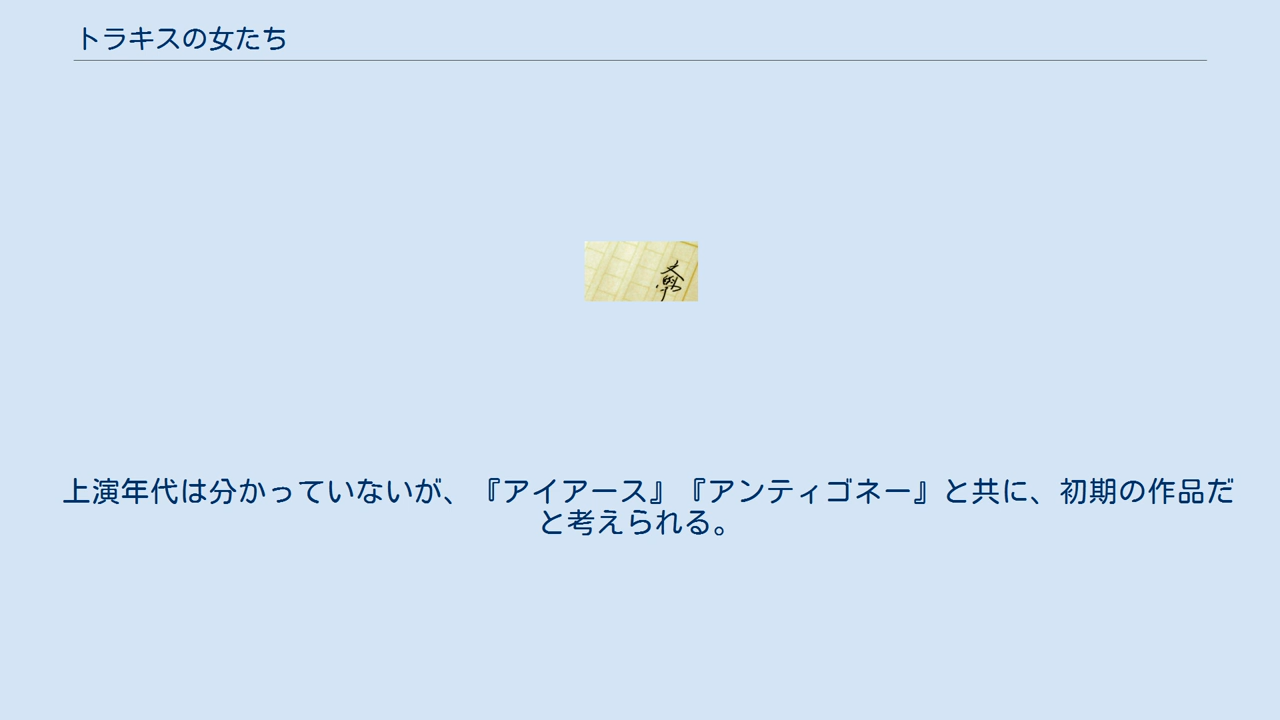 トラキスの女たち
上演年代は分かっていないが、『アイアース』『アンティゴネー』と共に、初期の作品だ
と考えられる。